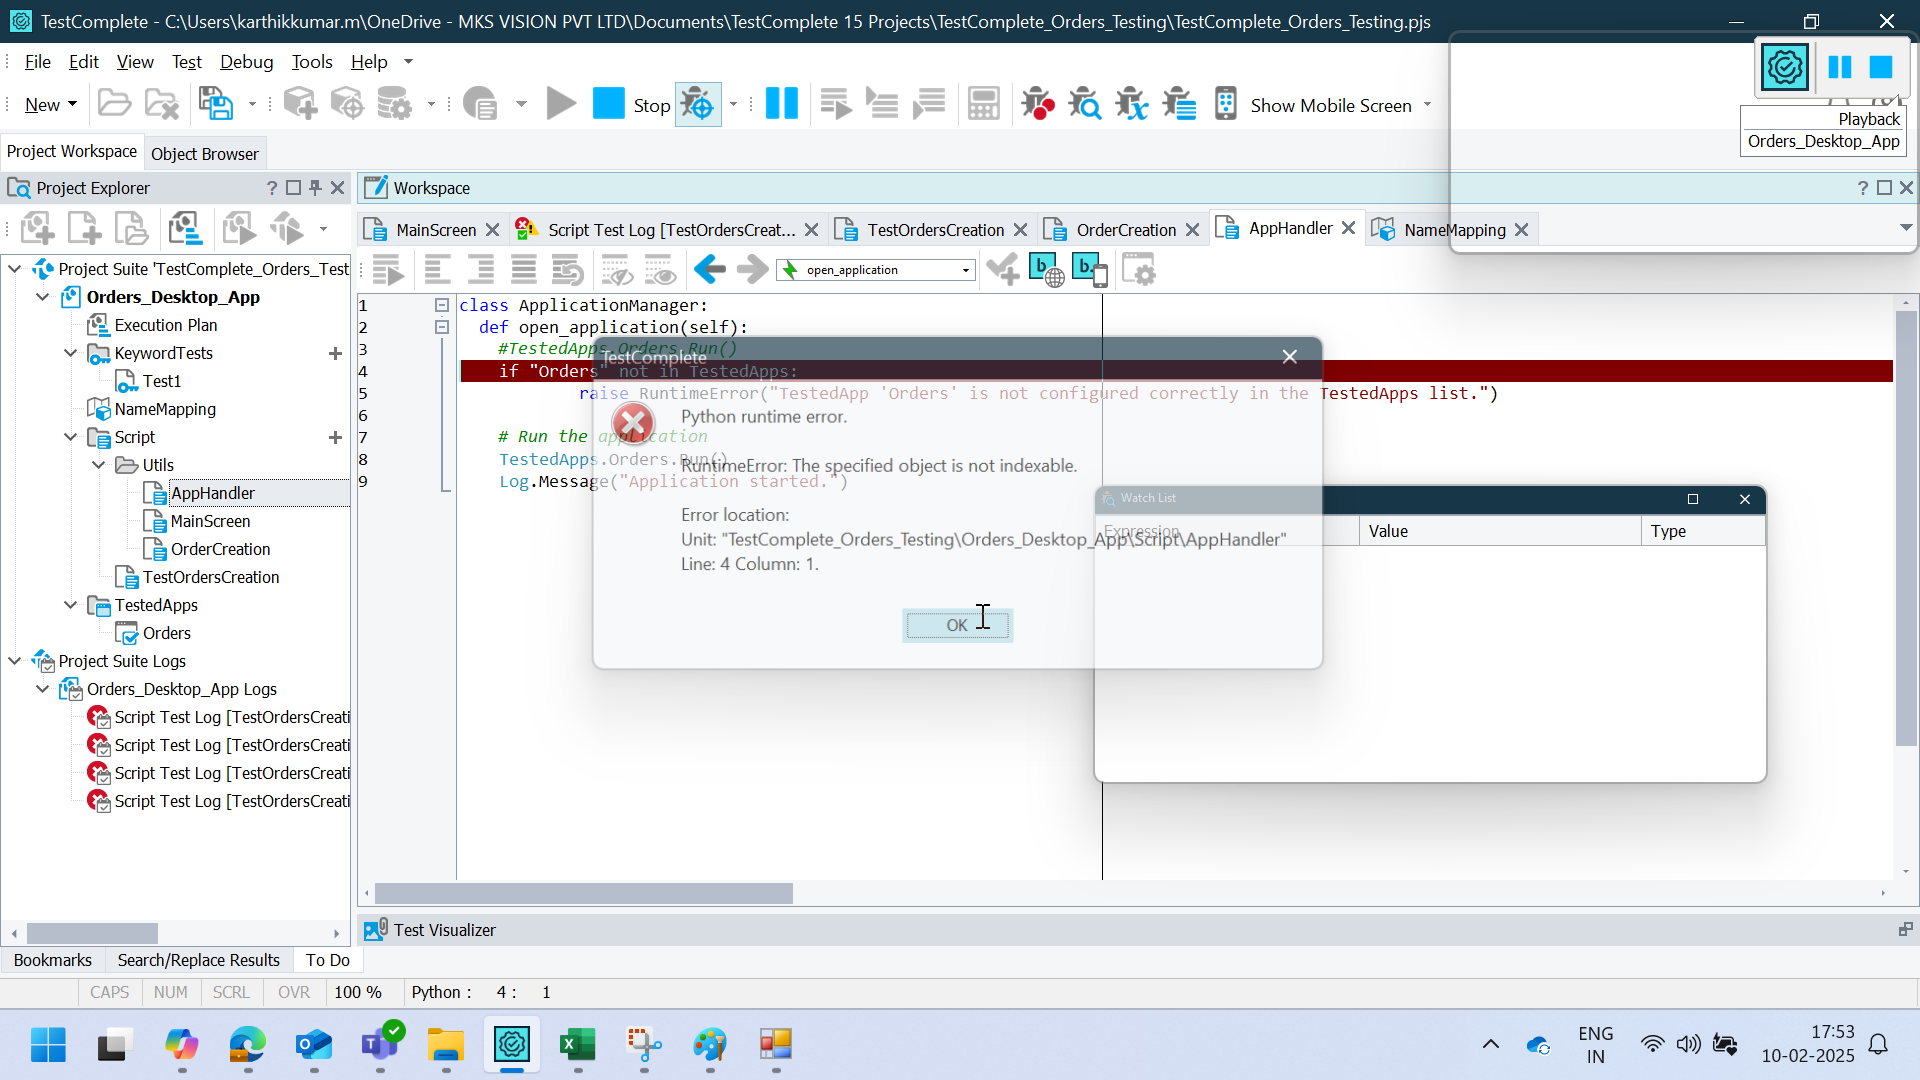 TestComplete - C:\Users\karthikkumar.m\OneDrive - MKS VISION PVT LTD\Documents\TestComplete 15 Projects\TestComplete_Orders_Testing\TestComplete_Orders_Testing.pjs
File Edit View Test Debug Tools Help
New Stop Show Mobile Screen
Playback
Orders_Desktop_App
Project Workspace Object Browser
Project Explorer
Workspace
MainScreen
Script Test Log [TestOrdersCreat...
TestOrdersCreation
OrderCreation
AppHandler
NameMapping
open_application
Project Suite 'TestComplete_Orders_Test
Orders_Desktop_App
Execution Plan
KeywordTests
Test1
NameMapping
Script
Utils
AppHandler
MainScreen
OrderCreation
TestOrdersCreation
TestedApps
Orders
Project Suite Logs
Orders_Desktop_App Logs
Script Test Log [TestOrdersCreati
Script Test Log [TestOrdersCreati
Script Test Log [TestOrdersCreati
Script Test Log [TestOrdersCreati
1 class ApplicationManager:
2 def open_application(self):
3 #TestedApps.Orders.Run()
4 if "Orders" not in TestedApps:
5 raise RuntimeError("TestedApp 'Orders' is not configured correctly in the TestedApps list.")
6
7 # Run the application
8 TestedApps.Orders.Run()
9 Log.Message("Application started.")
TestComplete
Python runtime error.
RuntimeError: The specified object is not indexable.
Error location:
Unit: "TestComplete_Orders_Testing\Orders_Desktop_App\Script\AppHandler"
Line: 4 Column: 1.
OK
Watch List
Expression Value Type
Test Visualizer
Bookmarks Search/Replace Results To Do
CAPS NUM SCRL OVR 100 % Python : 4 : 1
ENG
IN
17:53
10-02-2025